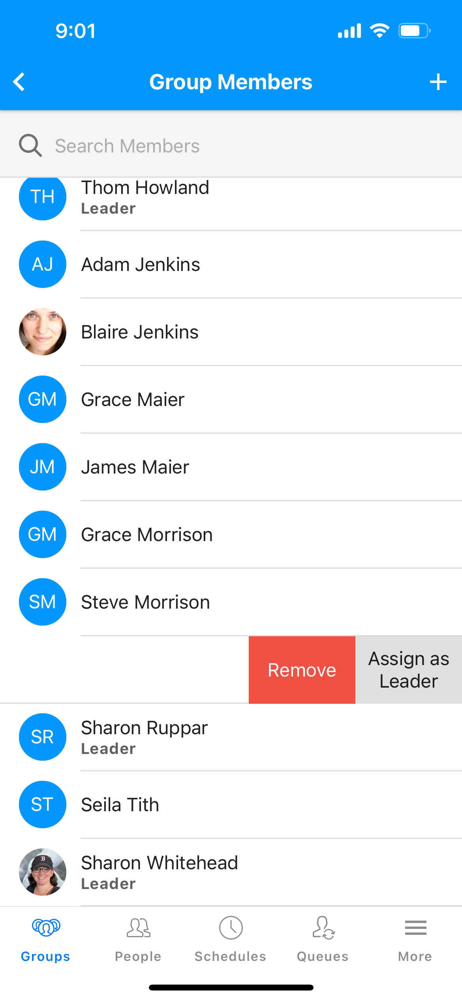 9:01
Group Members
Search Members
TH
Thom Howland
Leader
AJ
Adam Jenkins
Blaire Jenkins
GM
Grace Maier
JM
James Maier
GM
Grace Morrison
SM
Steve Morrison
Remove
Assign as
Leader
SR
Sharon Ruppar
Leader
ST
Seila Tith
B
Sharon Whitehead
Leader
Groups
People
Schedules
Queues
More